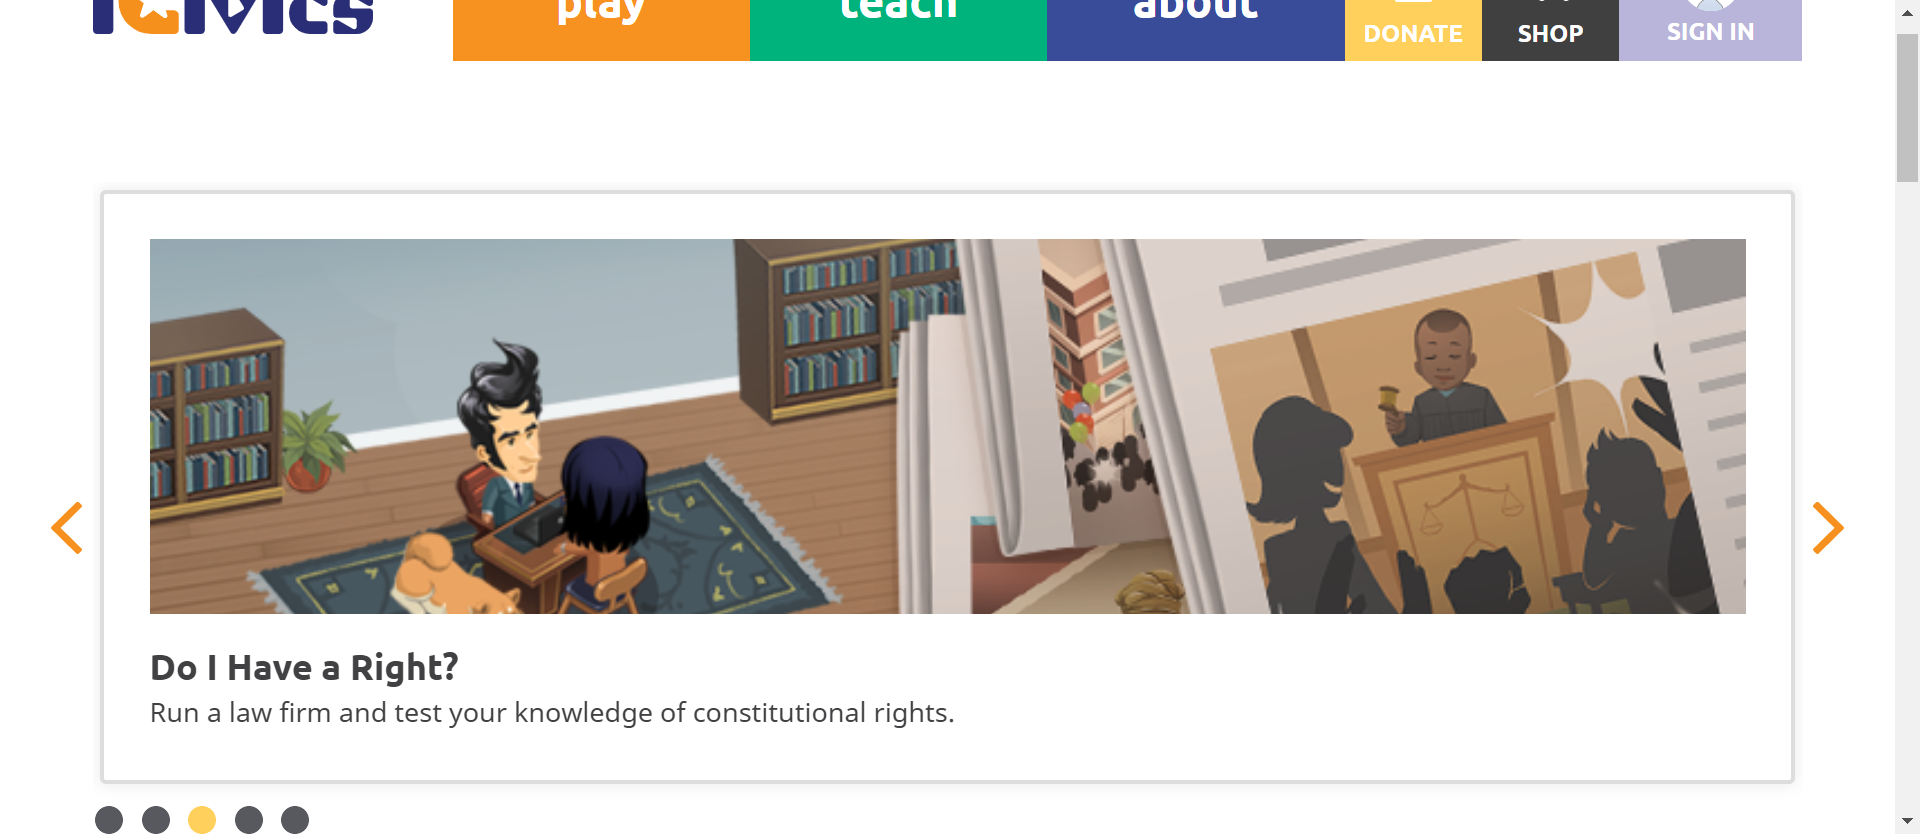 iCivics
play
teach
about
DONATE
SHOP
SIGN IN
Do I Have a Right?
Run a law firm and test your knowledge of constitutional rights.